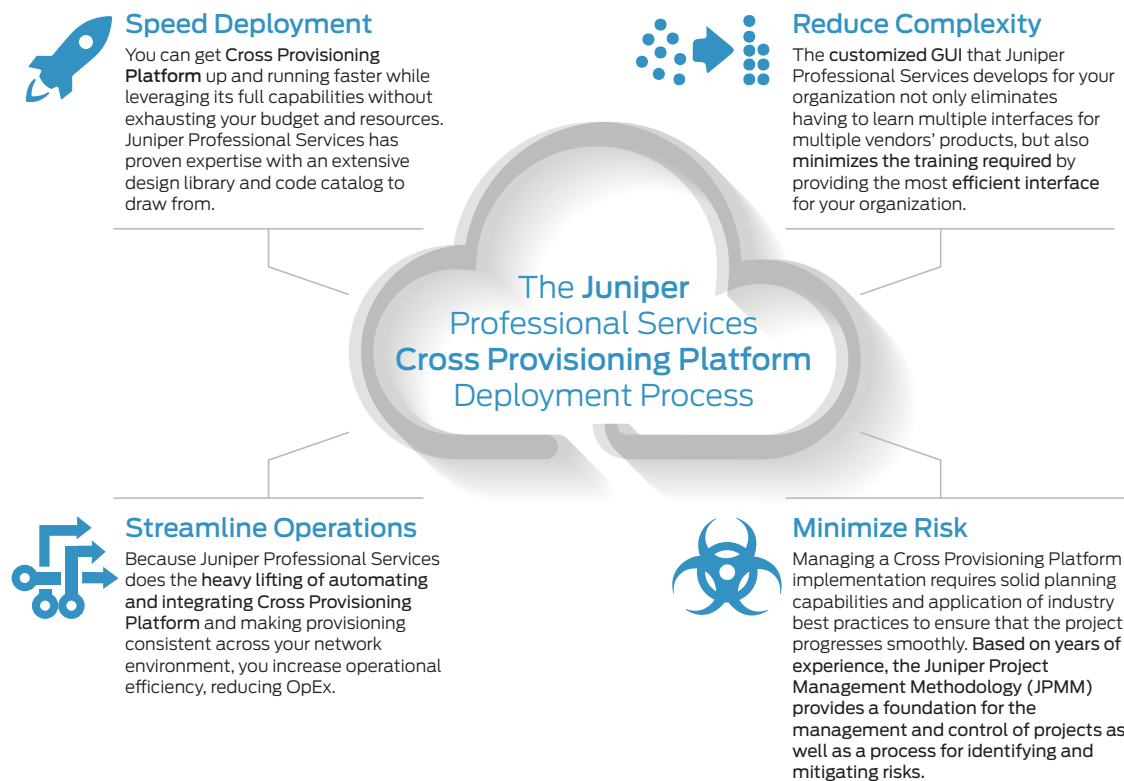 Speed Deployment
You can get Cross Provisioning
Platform up and running faster while
leveraging its full capabilities without
exhausting your budget and resources.
Juniper Professional Services has
proven expertise with an extensive
design library and code catalog to
draw from.
Reduce Complexity
The customized GUI that Juniper
Professional Services develops for your
organization not only eliminates
having to learn multiple interfaces for
multiple vendors’ products, but also
minimizes the training required by
providing the most efficient interface
for your organization.
The Juniper
Professional Services
Cross Provisioning Platform
Deployment Process
Streamline Operations
Because Juniper Professional Services
does the heavy lifting of automating
and integrating Cross Provisioning
Platform and making provisioning
consistent across your network
environment, you increase operational
efficiency, reducing OpEx.
Minimize Risk
Managing a Cross Provisioning Platform
implementation requires solid planning
capabilities and application of industry
best practices to ensure that the project
progresses smoothly. Based on years of
experience, the Juniper Project
Management Methodology (JPMM)
provides a foundation for the
management and control of projects as
well as a process for identifying and
mitigating risks.